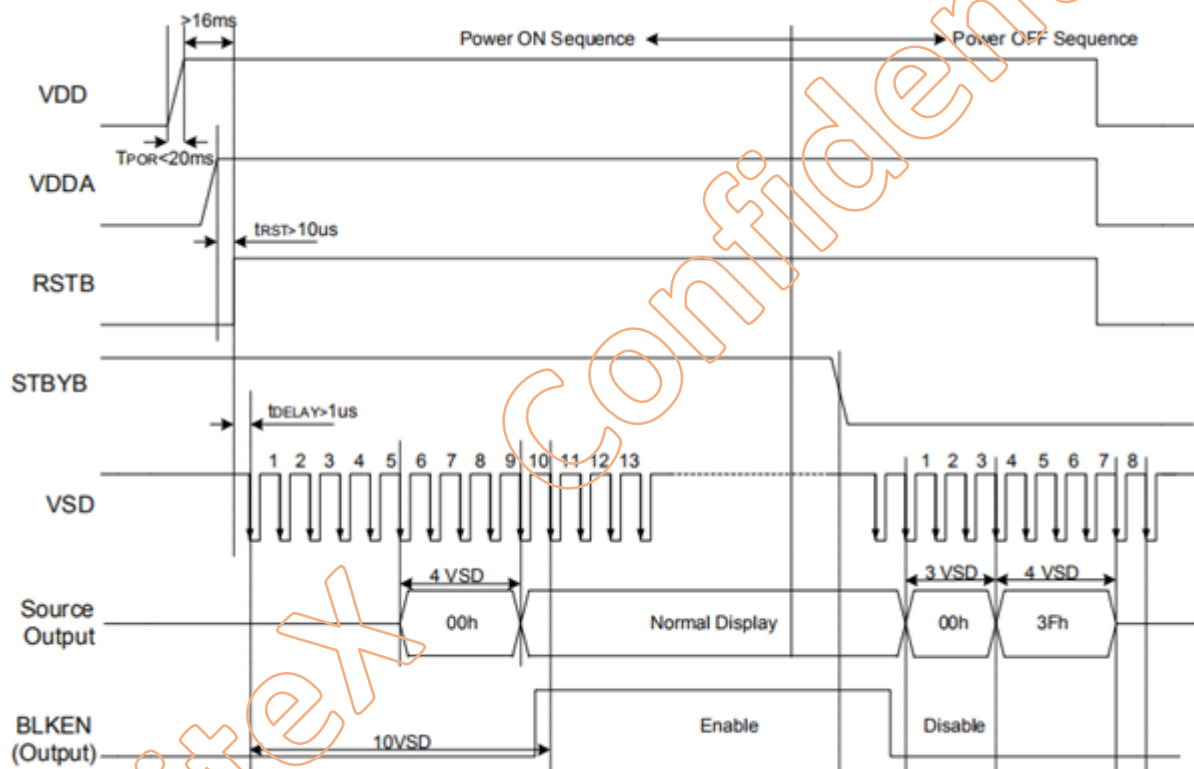 >16ms
Power ON Sequence
Power OFF Sequence
VDD
TPOR<20ms
VDDA
tRST>10us
RSTB
STBYB
tDELAY>1us
1 2 3 4 5 6 7 8 9 10 11 12 13
1 2 3 4 5 6 7 8
VSD
4 VSD
3 VSD
4 VSD
Source
Output
00h
Normal Display
00h
3Fh
BLKEN
(Output)
Enable
Disable
10VSD